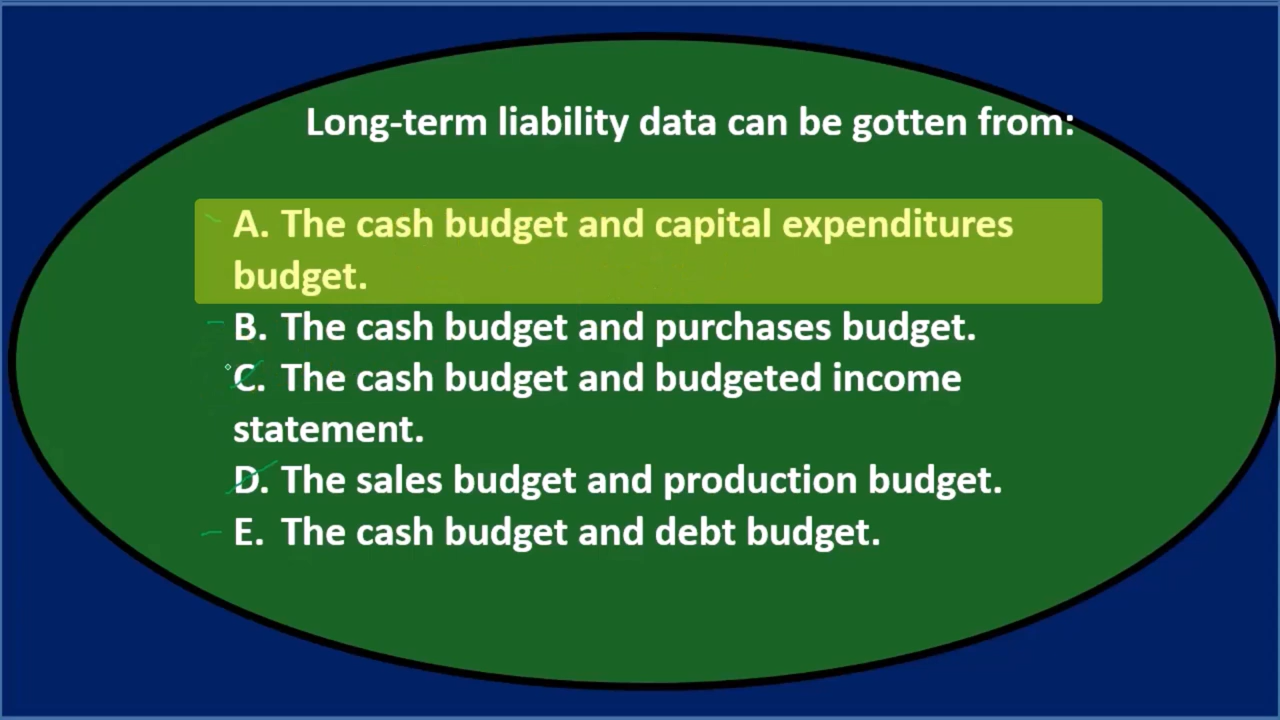 Long-term liability data can be gotten from:
A. The cash budget and capital expenditures
budget.
B. The cash budget and purchases budget.
C. The cash budget and budgeted income
statement.
D. The sales budget and production budget.
E. The cash budget and debt budget.